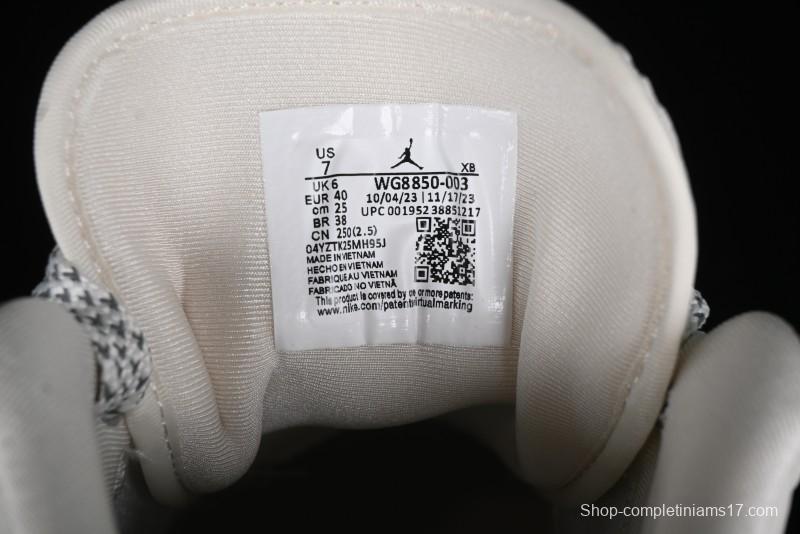 US
7
XB
UK 6
WG8850-003
EUR 40
10/04/23 | 11/17/23
cm 25
UPC 00195238851217
BR 38
CN 250(2.5)
04YZTK25MH95J
MADE IN VIETNAM
HECHO EN VIETNAM
FABRIQUE AU VIETNAM
FABRICADO NO VIETNÃ
This product is covered by one or more patents:
www.nike.com/patentvirtualmarking
Shop-completiniams17.com